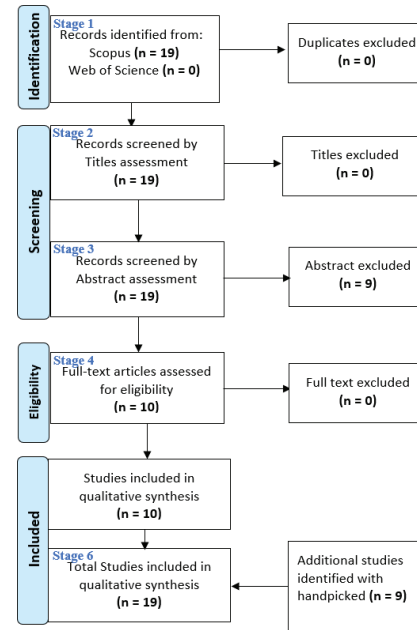 Identification
Stage 1
Records identified from:
Scopus (n = 19)
Web of Science (n = 0)
Duplicates excluded
(n = 0)
Screening
Stage 2
Records screened by
Titles assessment
(n = 19)
Titles excluded
(n = 0)
Stage 3
Records screened by
Abstract assessment
(n = 19)
Abstract excluded
(n = 9)
Eligibility
Stage 4
Full-text articles assessed
for eligibility
(n = 10)
Full text excluded
(n = 0)
Included
Studies included in
qualitative synthesis
(n = 10)
Stage 6
Total Studies included in
qualitative synthesis
(n = 19)
Additional studies
identified with
handpicked (n = 9)